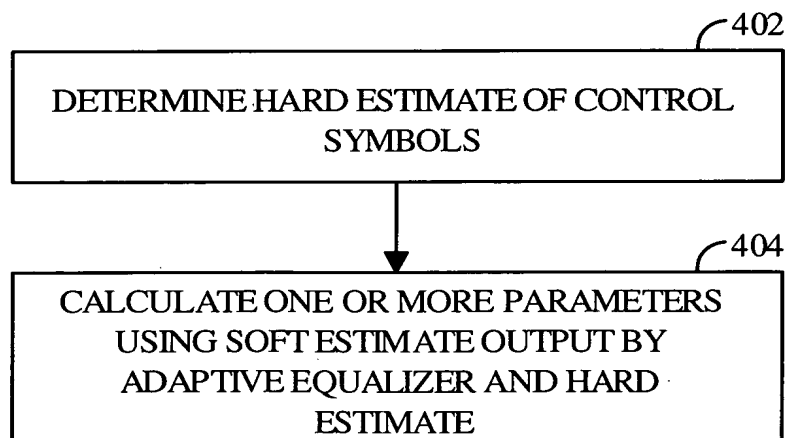 402
DETERMINE HARD ESTIMATE OF CONTROL
SYMBOLS
404
CALCULATE ONE OR MORE PARAMETERS
USING SOFT ESTIMATE OUTPUT BY
ADAPTIVE EQUALIZER AND HARD
ESTIMATE